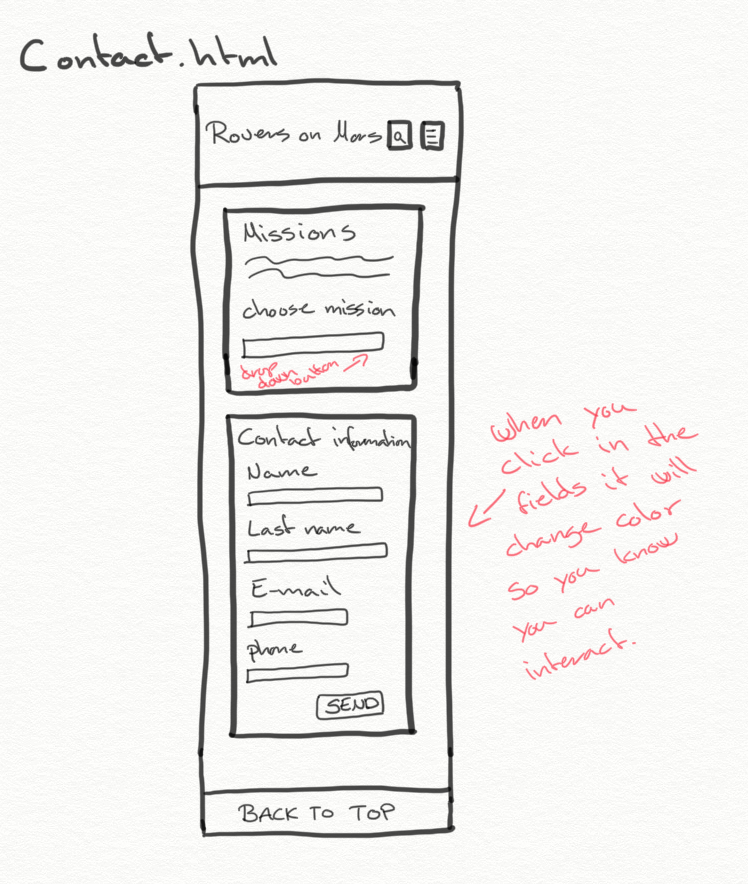 Contact.html
Rovers on Mars
Missions
choose mission
drop
down button
Contact information
Name
Last name
E-mail
phone
SEND
BACK TO TOP
when you
click in the
fields it will
change color
so you know
you can
interact.